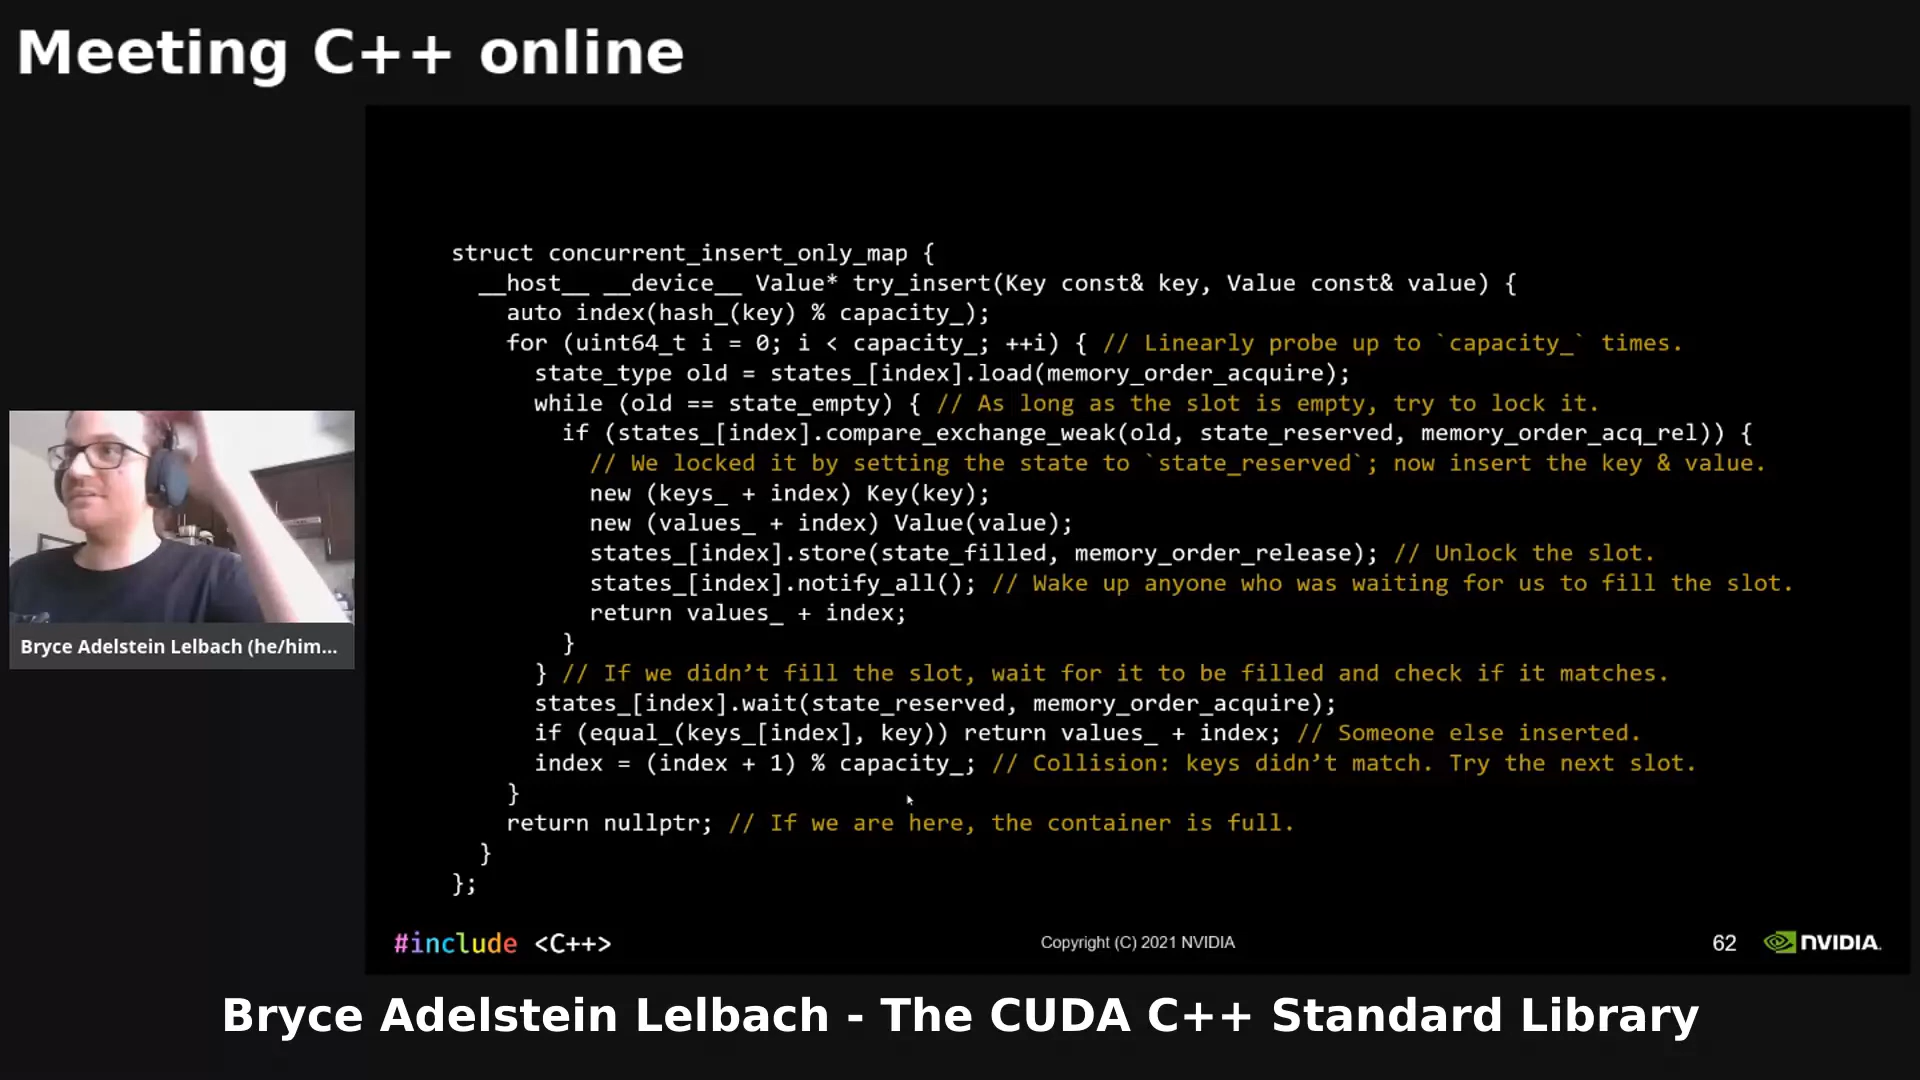 Meeting C++ online
struct concurrent_insert_only_map {
__host__ __device__ Value* try_insert(Key const& key, Value const& value) {
auto index(hash_(key) % capacity_);
for (uint64_t i = 0; i < capacity_; ++i) { // Linearly probe up to `capacity_` times.
state_type old = states_[index].load(memory_order_acquire);
while (old == state_empty) { // As long as the slot is empty, try to lock it.
if (states_[index].compare_exchange_weak(old, state_reserved, memory_order_acq_rel)) {
// We locked it by setting the state to `state_reserved`; now insert the key & value.
new (keys_ + index) Key(key);
new (values_ + index) Value(value);
states_[index].store(state_filled, memory_order_release); // Unlock the slot.
states_[index].notify_all(); // Wake up anyone who was waiting for us to fill the slot.
return values_ + index;
}
} // If we didn’t fill the slot, wait for it to be filled and check if it matches.
states_[index].wait(state_reserved, memory_order_acquire);
if (equal_(keys_[index], key)) return values_ + index; // Someone else inserted.
index = (index + 1) % capacity_; // Collision: keys didn’t match. Try the next slot.
}
return nullptr; // If we are here, the container is full.
}
};
Bryce Adelstein Lelbach (he/him...
#include <C++>
Copyright (C) 2021 NVIDIA
62
NVIDIA.
Bryce Adelstein Lelbach - The CUDA C++ Standard Library